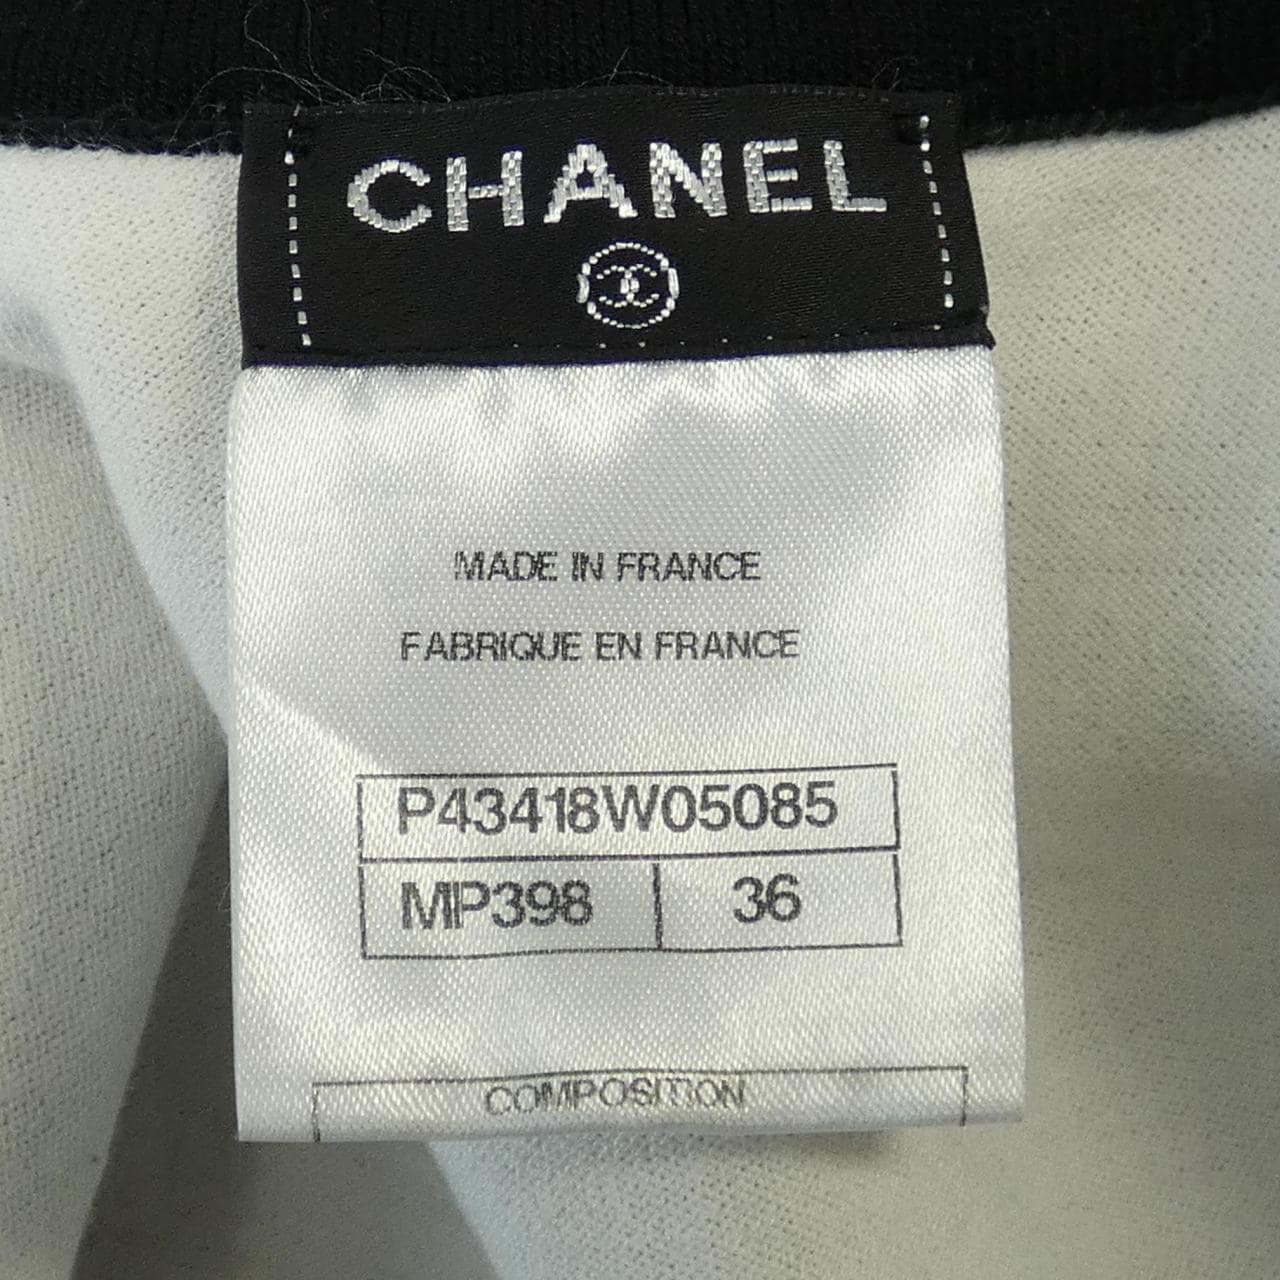 CHANEL
MADE IN FRANCE
FABRIQUE EN FRANCE
P43418W05085
MP398 36
COMPOSITION